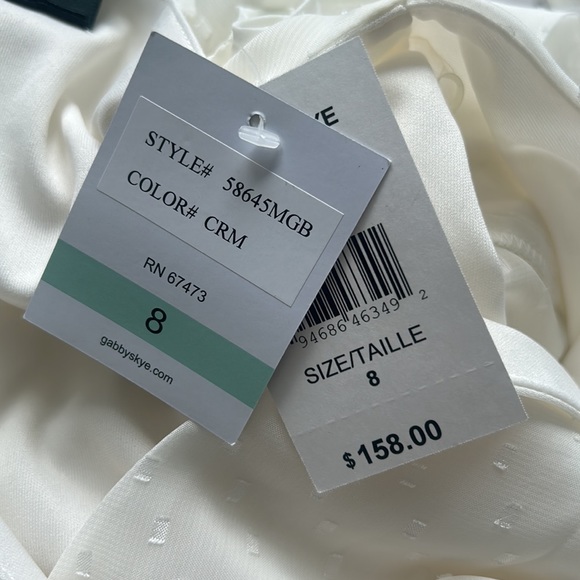 STYLE# 58645MGB
COLOR# CRM
RN 67473
8
gabbyskye.com
94686 46349 2
SIZE/TAILLE
8
$158.00